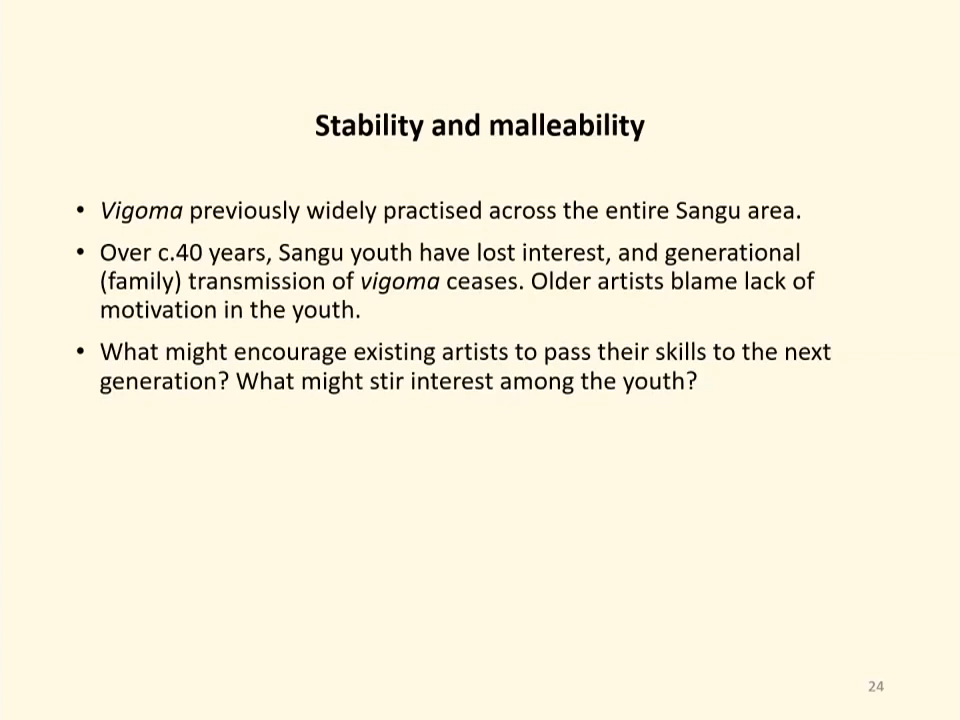 Stability and malleability
• Vigoma previously widely practised across the entire Sangu area.
• Over c.40 years, Sangu youth have lost interest, and generational
(family) transmission of vigoma ceases. Older artists blame lack of
motivation in the youth.
• What might encourage existing artists to pass their skills to the next
generation? What might stir interest among the youth?
24